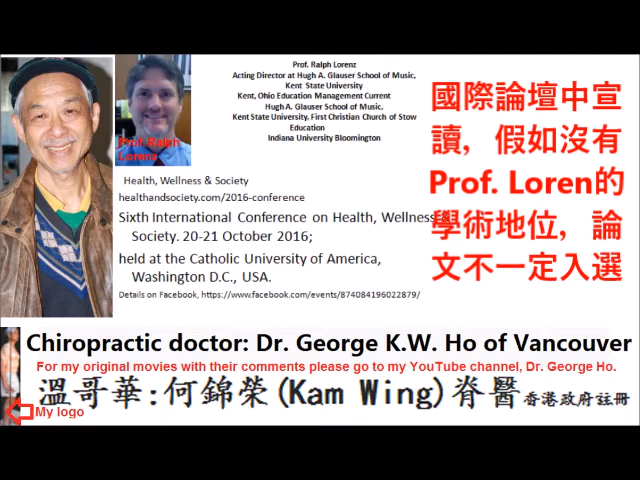 Prof. Ralph Lorenz
Acting Director at Hugh A. Glauser School of Music,
Kent State University
Kent, Ohio Education Management Current
Hugh A. Glauser School of Music,
Kent State University, First Christian Church of Stow
Education
Indiana University Bloomington
Prof. Ralph
Lorenz
國際論壇中宣
讀，假如沒有
Prof. Loren的
學術地位，論
文不一定入選
Health, Wellness & Society
healthandsociety.com/2016-conference
Sixth International Conference on Health, Wellness &
Society. 20-21 October 2016;
held at the Catholic University of America,
Washington D.C., USA.
Details on Facebook, https://www.facebook.com/events/874084196022879/
Chiropractic doctor: Dr. George K.W. Ho of Vancouver
For my original movies with their comments please go to my YouTube channel, Dr. George Ho.
溫哥華:何錦榮(Kam Wing)脊醫香港政府註冊
My logo